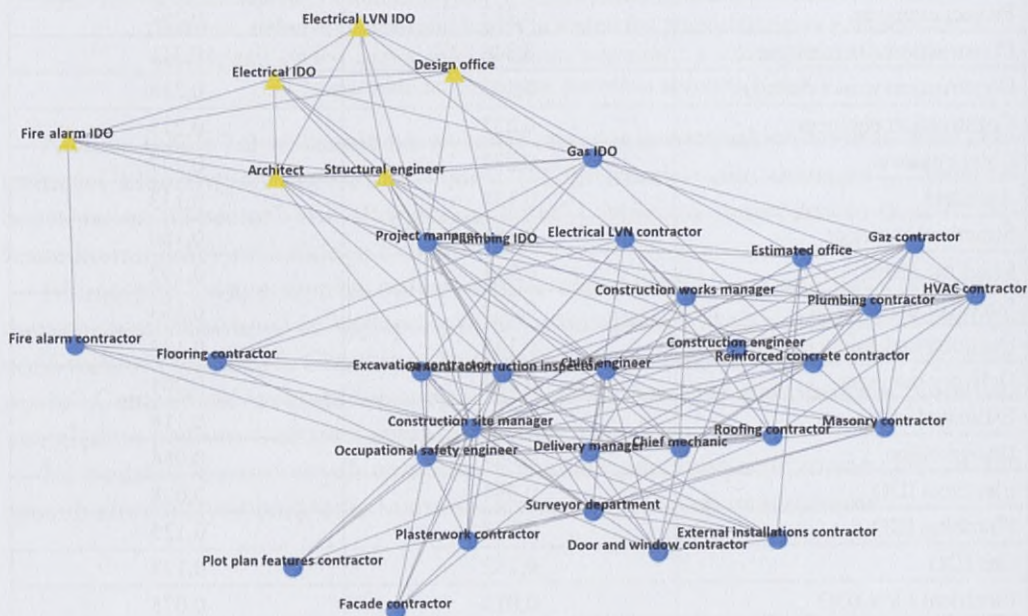 Electrical LVN IDO
Electrical IDO
Design office
Fire alarm IDO
Gas IDO
Architect
Structural engineer
Project manager
Plumbing IDO
Electrical LVN contractor
Gaz contractor
Estimated office
Construction works manager
HVAC contractor
Plumbing contractor
Fire alarm contractor
Flooring contractor
Construction engineer
Reinforced concrete contractor
Excavation contractor
construction inspector
Chief engineer
Construction site manager
Masonry contractor
Roofing contractor
Occupational safety engineer
Delivery manager
Chief mechanic
Surveyor department
Plasterwork contractor
External installations contractor
Door and window contractor
Plot plan features contractor
Facade contractor